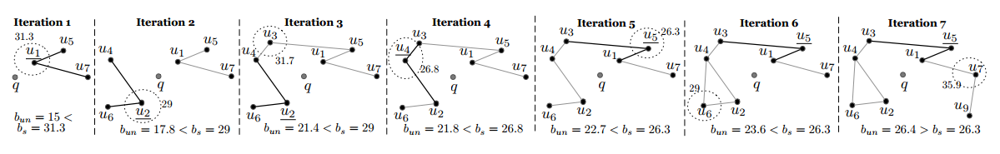 Iteration 1
31.3
u1
u5
u7
q
bun = 15 <
bs = 31.3
Iteration 2
u4
u5
u1
u7
q
29
u6
u2
bun = 17.8 < bs = 29
Iteration 3
u3
u4
u5
u1
31.7
u7
q
u6
u2
bun = 21.4 < bs = 29
Iteration 4
u3
u4
u5
u1
26.8
u7
q
u6
u2
bun = 21.8 < bs = 26.8
Iteration 5
u3
u5
26.3
u4
u1
u7
q
u6
u2
bun = 22.7 < bs = 26.3
Iteration 6
u3
u5
u4
u1
u7
q
29
u6
u2
bun = 23.6 < bs = 26.3
Iteration 7
u3
u5
u4
u1
u7
q
35.9
u6
u2
u9
bun = 26.4 > bs = 26.3